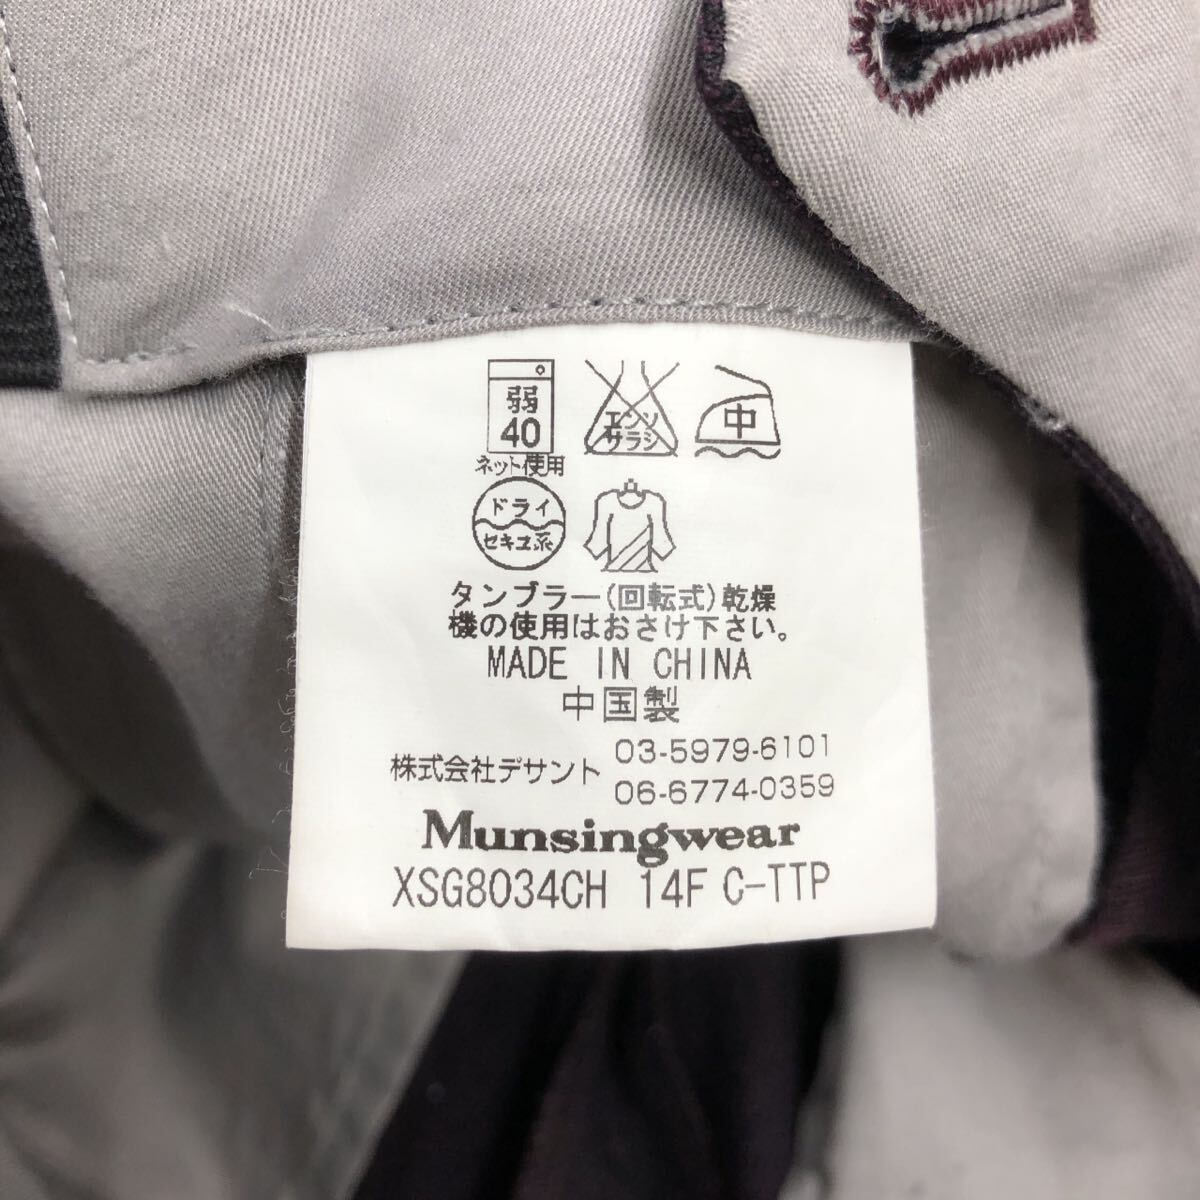 弱
40
ネット使用
エンソ
サラシ
中
ドライ
セキユ系
タンブラー(回転式)乾燥
機の使用はおさけ下さい。
MADE IN CHINA
中国製
株式会社デサント
03-5979-6101
06-6774-0359
Munsingwear
XSG8034CH 14F C-TTP